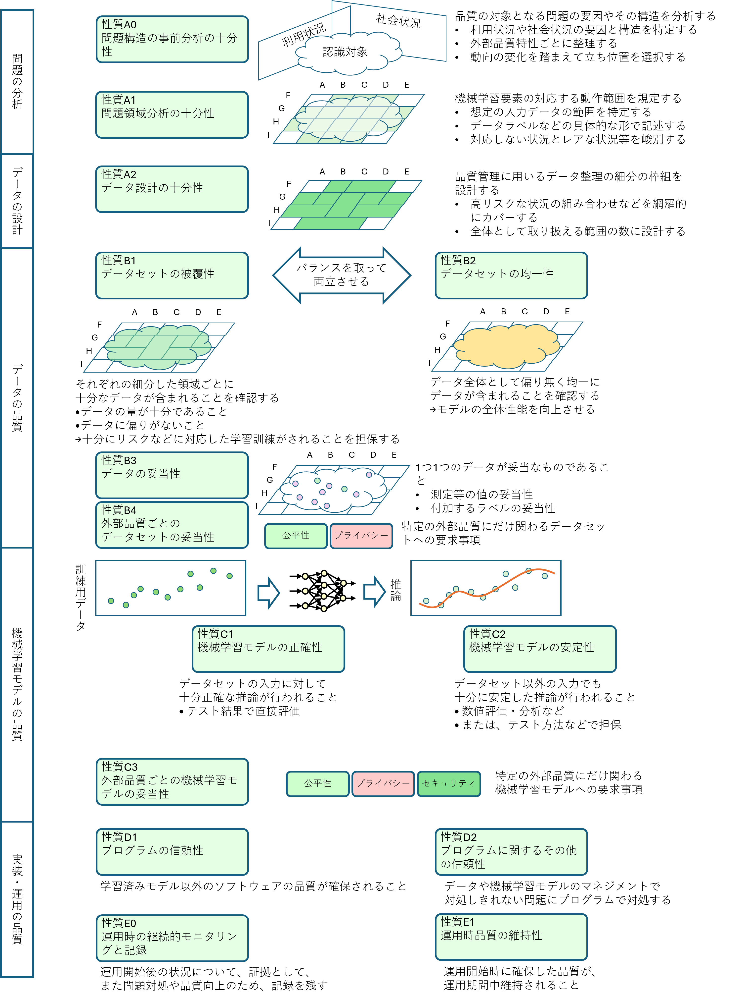 問題の分析
性質A0
問題構造の事前分析の十分
性
利用状況
社会状況
認識対象
品質の対象となる問題の要因やその構造を分析する
• 利用状況や社会状況の要因と構造を特定する
• 外部品質特性ごとに整理する
• 動向の変化を踏まえて立ち位置を選択する
性質A1
問題領域分析の十分性
A B C D E
F
G
H
I
機械学習要素の対応する動作範囲を規定する
• 想定の入力データの範囲を特定する
• データラベルなどの具体的な形で記述する
• 対応しない状況とレアな状況等を峻別する
データの設計
性質A2
データ設計の十分性
A B C D E
F
G
H
I
品質管理に用いるデータ整理の細分の枠組を
設計する
• 高リスクな状況の組み合わせなどを網羅的
にカバーする
• 全体として取り扱える範囲の数に設計する
データの品質
性質B1
データセットの被覆性
バランスを取って
両立させる
性質B2
データセットの均一性
A B C D E
F
G
H
I
それぞれの細分した領域ごとに
十分なデータが含まれることを確認する
•データの量が十分であること
•データに偏りがないこと
→十分にリスクなどに対応した学習訓練がされることを担保する
A B C D E
F
G
H
I
データ全体として偏り無く均一に
データが含まれることを確認する
→モデルの全体性能を向上させる
性質B3
データの妥当性
A B C D E
F
G
H
I
1つ1つのデータが妥当なものであるこ
と
• 測定等の値の妥当性
• 付加するラベルの妥当性
性質B4
外部品質ごとの
データセットの妥当性
公平性
プライバシー
特定の外部品質にだけ関わるデータセッ
トへの要求事項
機械学習モデルの品質
訓練用データ
推論
性質C1
機械学習モデルの正確性
データセットの入力に対して
十分正確な推論が行われること
• テスト結果で直接評価
性質C2
機械学習モデルの安定性
データセット以外の入力でも
十分に安定した推論が行われること
• 数値評価・分析など
• または、テスト方法などで担保
性質C3
外部品質ごとの機械学習モ
デルの妥当性
公平性
プライバシー
セキュリティ
特定の外部品質にだけ関わる
機械学習モデルへの要求事項
実装・運用の品質
性質D1
プログラムの信頼性
学習済みモデル以外のソフトウェアの品質が確保されること
性質D2
プログラムに関するその他
の信頼性
データや機械学習モデルのマネジメントで
対処しきれない問題にプログラムで対処する
性質E0
運用時の継続的モニタリン
グと記録
運用開始後の状況について、証拠として、
また問題対処や品質向上のため、記録を残す
性質E1
運用時品質の維持性
運用開始時に確保した品質が、
運用期間中維持されること